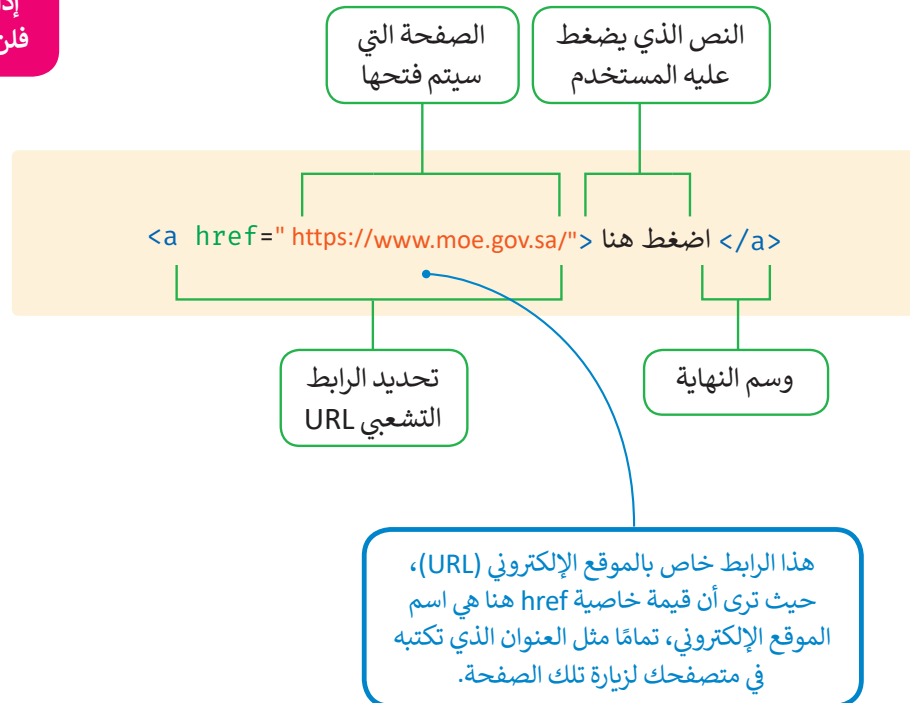 إذا
فلن
النص الذي يضغط
عليه المستخدم
الصفحة التي
سيتم فتحها
<a href=" https://www.moe.gov.sa/"> اضغط هنا </a>
وسم النهاية
تحديد الرابط
التشعبي URL
هذا الرابط خاص بالموقع الإلكتروني (URL)،
حيث ترى أن قيمة خاصية href هنا هي اسم
الموقع الإلكتروني، تمامًا مثل العنوان الذي تكتبه
في متصفحك لزيارة تلك الصفحة.